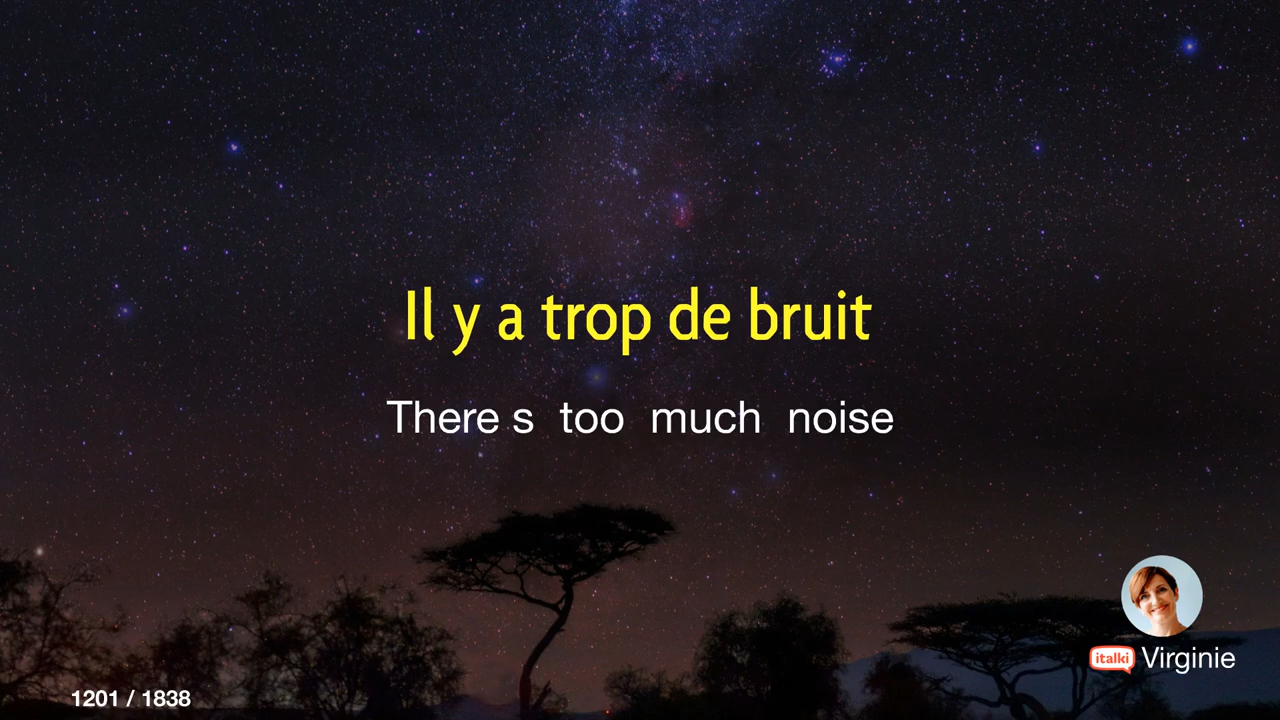 Il y a trop de bruit
There s too much noise
italki Virginie
1201 / 1838